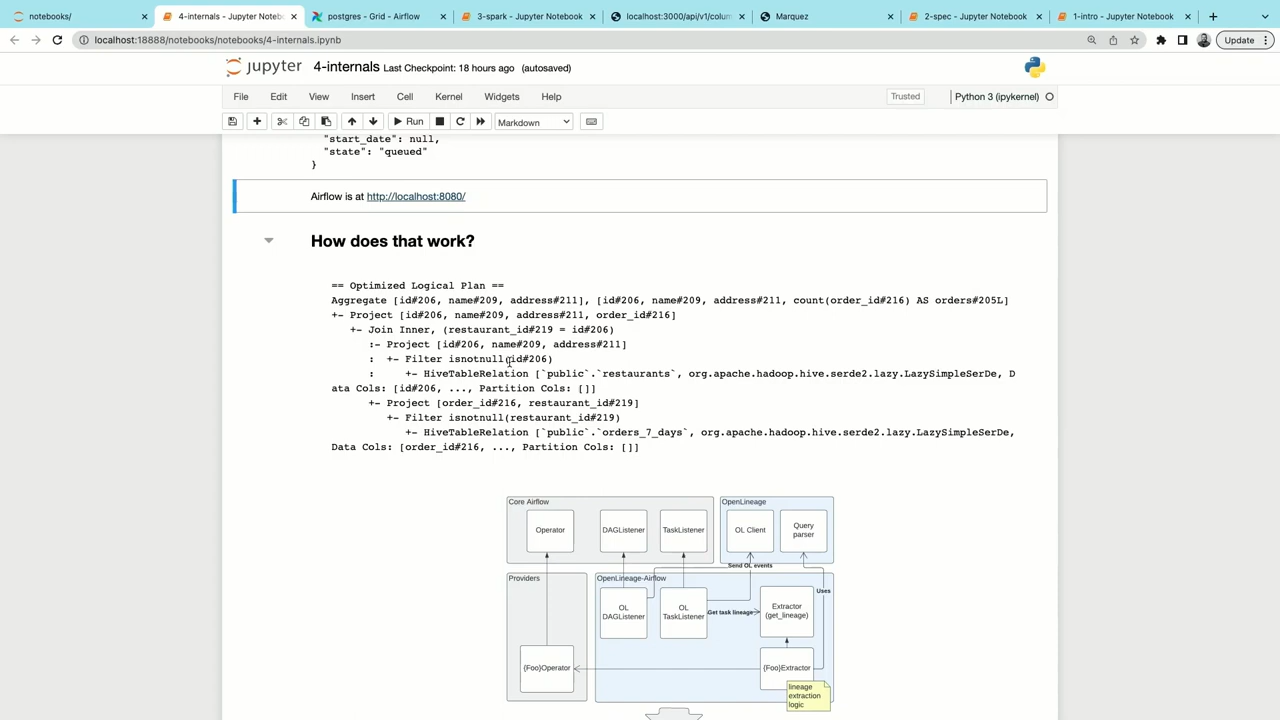 notebooks/
4-internals - Jupyter Noteb
postgres - Grid - Airflow
3-spark - Jupyter Notebook
localhost:3000/api/v1/colum
Marquez
2-spec - Jupyter Notebook
1-intro - Jupyter Notebook
localhost:18888/notebooks/notebooks/4-internals.ipynb
Update
jupyter 4-internals Last Checkpoint: 18 hours ago (autosaved)
File Edit View Insert Cell Kernel Widgets Help
Trusted
Python 3 (ipykernel)
Run
Markdown
"start_date": null,
"state": "queued"
}
Airflow is at http://localhost:8080/
How does that work?
== Optimized Logical Plan ==
Aggregate [id#206, name#209, address#211], [id#206, name#209, address#211, count(order_id#216) AS orders#205L]
+- Project [id#206, name#209, address#211, order_id#216]
+- Join Inner, (restaurant_id#219 = id#206)
:- Project [id#206, name#209, address#211]
: +- Filter isnotnull(id#206)
: +- HiveTableRelation [`public`.`restaurants`, org.apache.hadoop.hive.serde2.lazy.LazySimpleSerDe, D
ata Cols: [id#206, ..., Partition Cols: []]
+- Project [order_id#216, restaurant_id#219]
+- Filter isnotnull(restaurant_id#219)
+- HiveTableRelation [`public`.`orders_7_days`, org.apache.hadoop.hive.serde2.lazy.LazySimpleSerDe,
Data Cols: [order_id#216, ..., Partition Cols: []]
Core Airflow
Operator
DAGListener
TaskListener
OpenLineage
OL Client
Query
parser
Send OL events
Providers
{Foo}Operator
OpenLineage-Airflow
OL
DAGListener
OL
TaskListener
Get task lineage
Extractor
(get_lineage)
Uses
{Foo}Extractor
lineage
extraction
logic